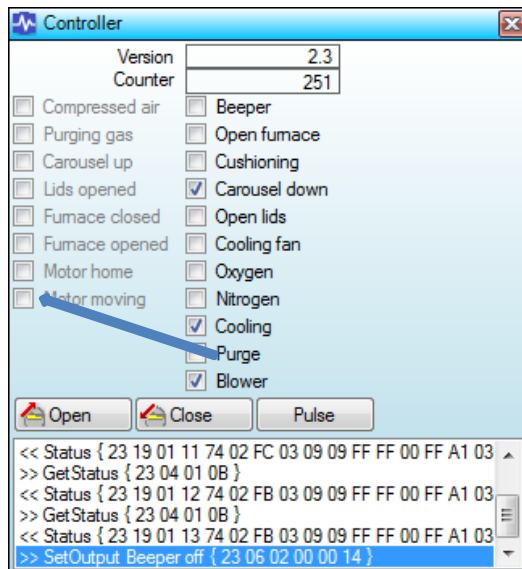 Controller
Version 2.3
Counter 251
Compressed air Beeper
Purging gas Open furnace
Carousel up Cushioning
Lids opened Carousel down
Furnace closed Open lids
Furnace opened Cooling fan
Motor home Oxygen
Motor moving Nitrogen
Cooling
Purge
Blower
Open Close Pulse
<< Status { 23 19 01 11 74 02 FC 03 09 09 FF FF 00 FF A1 03
>> GetStatus { 23 04 01 0B }
<< Status { 23 19 01 12 74 02 FB 03 09 09 FF FF 00 FF A1 03
>> GetStatus { 23 04 01 0B }
<< Status { 23 19 01 13 74 02 FB 03 09 09 FF FF 00 FF A1 03
>> SetOutput Beeper off { 23 06 02 00 00 14 }